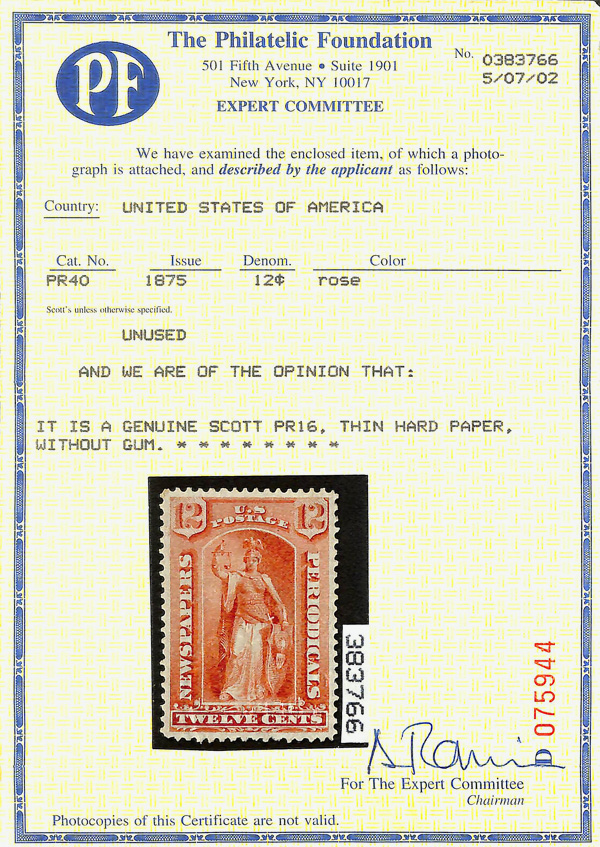 PF
The Philatelic Foundation
501 Fifth Avenue • Suite 1901
New York, NY 10017
EXPERT COMMITTEE
No. 0383766
5/07/02
We have examined the enclosed item, of which a photo-
graph is attached, and described by the applicant as follows:
Country: UNITED STATES OF AMERICA
Cat. No. Issue Denom. Color
PR40 1875 12¢ rose
Scott's unless otherwise specified.
UNUSED
AND WE ARE OF THE OPINION THAT:
IT IS A GENUINE SCOTT PR16, THIN HARD PAPER,
WITHOUT GUM. * * * * * * * *
12 U.S. 12
POSTAGE
NEWSPAPERS
PERIODICALS
TWELVE CENTS
383766
D 075944
For The Expert Committee
Chairman
Photocopies of this Certificate are not valid.